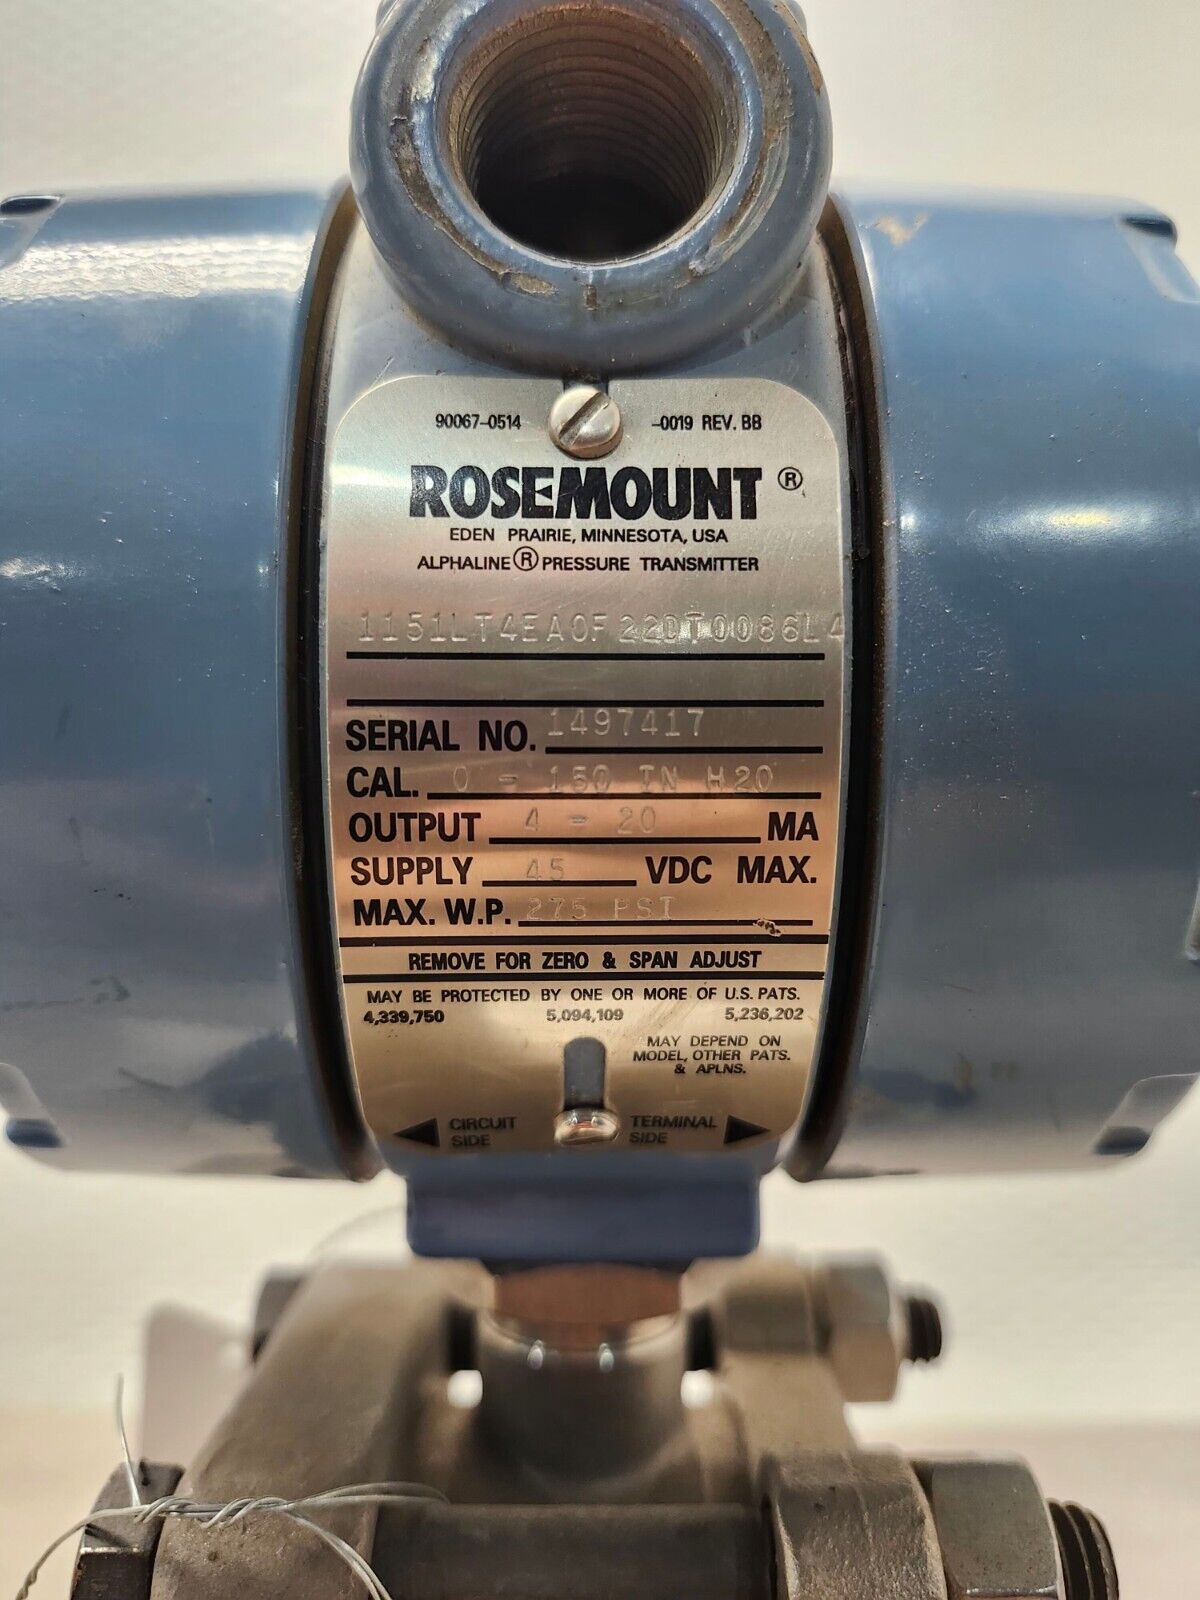 90067-0514 -0019 REV. BB
ROSEMOUNT ®
EDEN PRAIRIE, MINNESOTA, USA
ALPHALINE ® PRESSURE TRANSMITTER
1151LT4EA0F22DT0086L4
SERIAL NO. 1497417
CAL. 0 - 150 IN H20
OUTPUT 4 - 20 MA
SUPPLY 45 VDC MAX.
MAX. W.P. 275 PSI
REMOVE FOR ZERO & SPAN ADJUST
MAY BE PROTECTED BY ONE OR MORE OF U.S. PATS.
4,339,750 5,094,109 5,236,202
MAY DEPEND ON
MODEL, OTHER PATS.
& APLNS.
CIRCUIT TERMINAL
SIDE SIDE